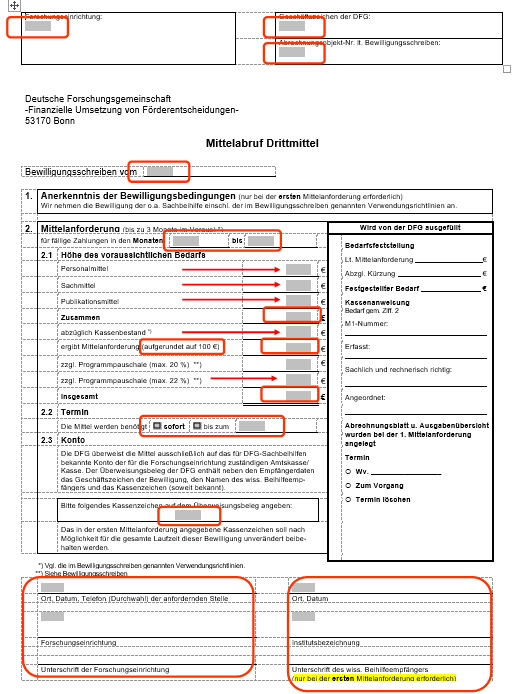 Forschungseinrichtung:
Geschäftszeichen der DFG:
Abrechnungsobjekt-Nr. lt. Bewilligungsschreiben:
Deutsche Forschungsgemeinschaft
-Finanzielle Umsetzung von Förderentscheidungen-
53170 Bonn
Mittelabruf Drittmittel
Bewilligungsschreiben vom
1. Anerkenntnis der Bewilligungsbedingungen (nur bei der ersten Mittelanforderung erforderlich)
Wir nehmen die Bewilligung der o.a. Sachbeihilfe einschl. der im Bewilligungsschreiben genannten Verwendungsrichtlinien an.
2. Mittelanforderung (bis zu 3 Monate im Voraus) *)
für fällige Zahlungen in den Monaten bis
2.1 Höhe des voraussichtlichen Bedarfs
Personalmittel €
Sachmittel €
Publikationsmittel €
Zusammen €
abzüglich Kassenbestand *) €
ergibt Mittelanforderung (aufgerundet auf 100 €) €
zzgl. Programmpauschale (max. 20 %) **) €
zzgl. Programmpauschale (max. 22 %) **) €
Insgesamt €
2.2 Termin
Die Mittel werden benötigt sofort bis zum
2.3 Konto
Die DFG überweist die Mittel ausschließlich auf das für DFG-Sachbeihilfen
bekannte Konto der für die Forschungseinrichtung zuständigen Amtskasse/
Kasse. Der Überweisungsbeleg der DFG enthält neben den Empfängerdaten
das Geschäftszeichen der Bewilligung, den Namen des wiss. Beihilfeemp-
fängers und das Kassenzeichen (soweit bekannt).
Bitte folgendes Kassenzeichen auf dem Überweisungsbeleg angeben:
Das in der ersten Mittelanforderung angegebene Kassenzeichen soll nach
Möglichkeit für die gesamte Laufzeit dieser Bewilligung unverändert beibe-
halten werden.
Wird von der DFG ausgefüllt
Bedarfsfeststellung
Lt. Mittelanforderung €
Abzgl. Kürzung €
Festgestellter Bedarf €
Kassenanweisung
Bedarf gem. Ziff. 2
M1-Nummer:
Erfasst:
Sachlich und rechnerisch richtig:
Angeordnet:
Abrechnungsblatt u. Ausgabenübersicht
wurden bei der 1. Mittelanforderung
angelegt
Termin
Wv.
Zum Vorgang
Termin löschen
*) Vgl. die im Bewilligungsschreiben genannten Verwendungsrichtlinien.
**) Siehe Bewilligungsschreiben
Ort, Datum, Telefon (Durchwahl) der anfordernden Stelle
Forschungseinrichtung
Unterschrift der Forschungseinrichtung
Ort, Datum
Institutsbezeichnung
Unterschrift des wiss. Beihilfeempfängers
(nur bei der ersten Mittelanforderung erforderlich)